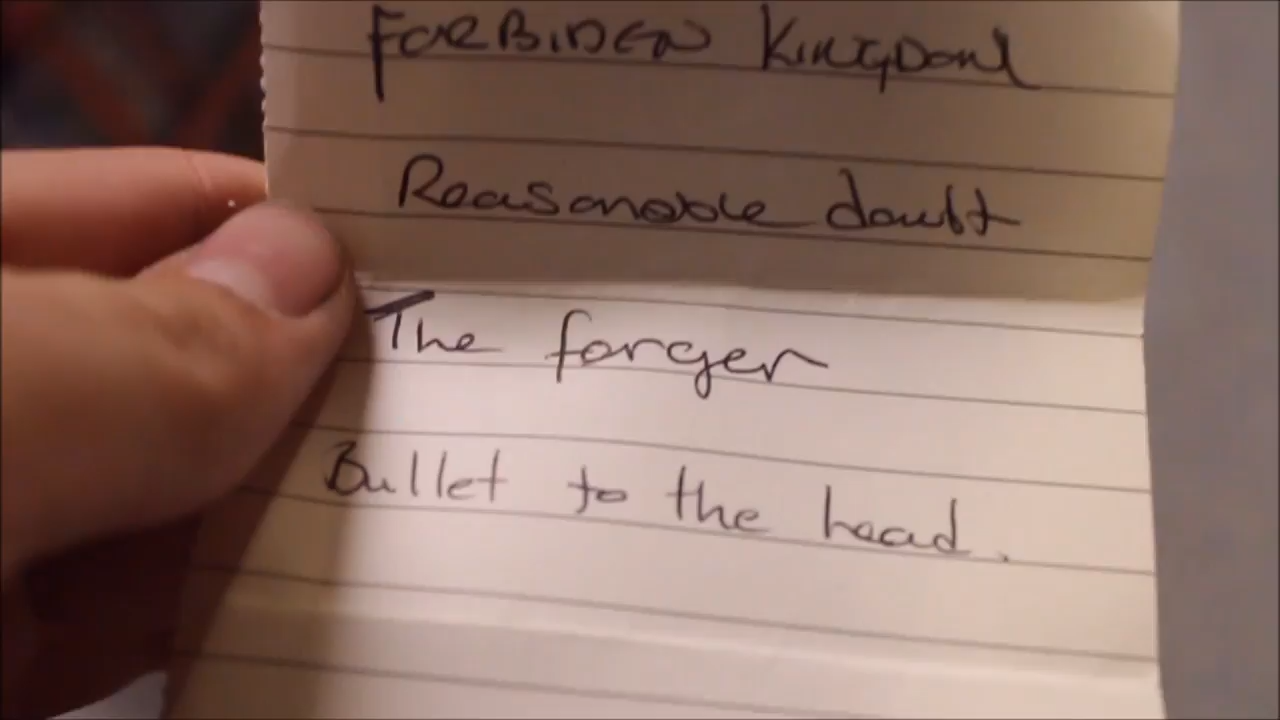 FORBIDEN KINGDOM
Reasonable doubt
The forger
Bullet to the head.